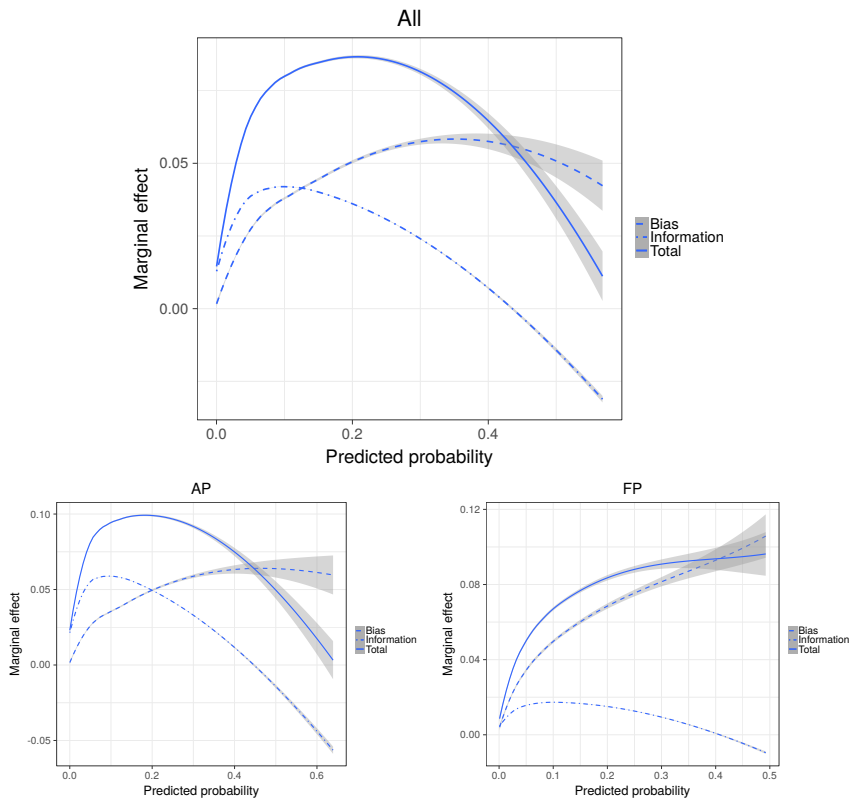 All
Marginal effect
0.05
0.00
0.0
0.2
0.4
Predicted probability
Bias
Information
Total
AP
Marginal effect
0.10
0.05
0.00
-0.05
0.0
0.2
0.4
0.6
Predicted probability
Bias
Information
Total
FP
Marginal effect
0.12
0.08
0.04
0.00
0.0
0.1
0.2
0.3
0.4
0.5
Predicted probability
Bias
Information
Total